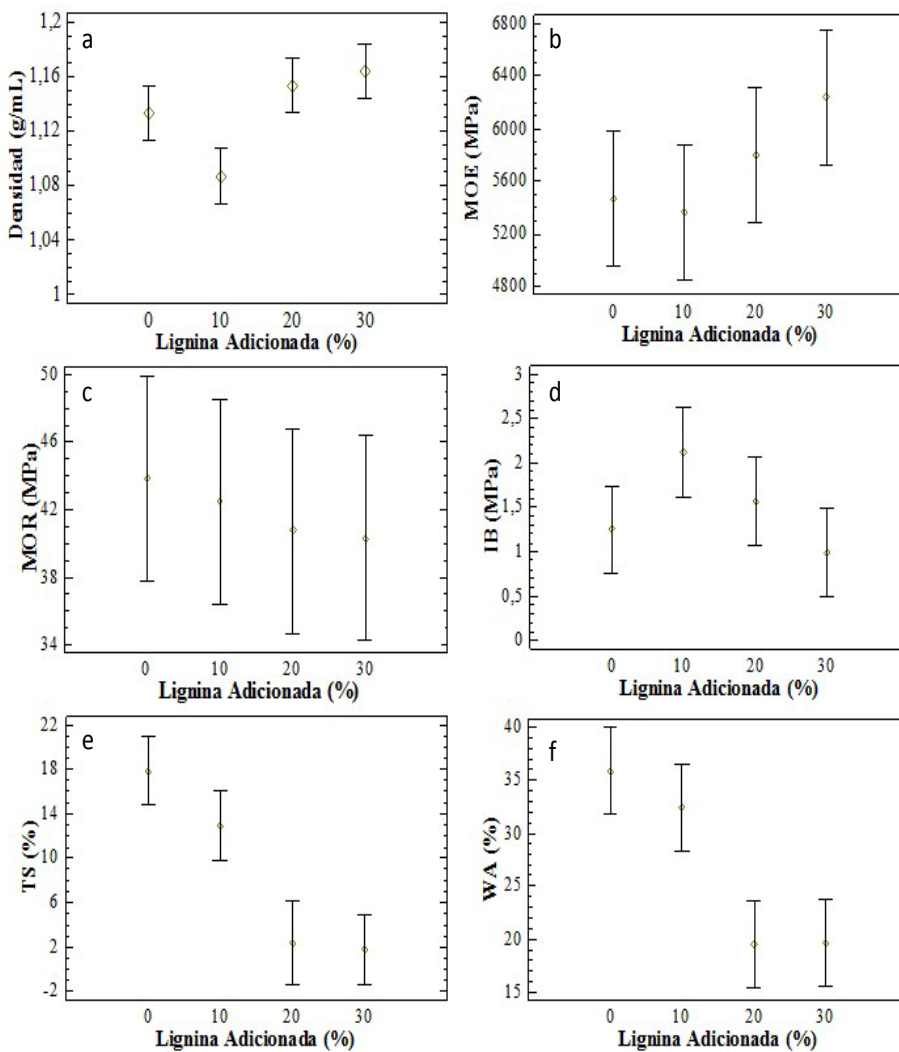 a
Densidad (g/mL)
1,2
1,16
1,12
1,08
1,04
1
0 10 20 30
Lignina Adicionada (%)
b
MOE (MPa)
6800
6400
6000
5600
5200
4800
0 10 20 30
Lignina Adicionada (%)
c
MOR (MPa)
50
46
42
38
34
0 10 20 30
Lignina Adicionada (%)
d
IB (MPa)
3
2,5
2
1,5
1
0,5
0
0 10 20 30
Lignina Adicionada (%)
e
TS (%)
22
18
14
10
6
2
-2
0 10 20 30
Lignina Adicionada (%)
f
WA (%)
40
35
30
25
20
15
0 10 20 30
Lignina Adicionada (%)